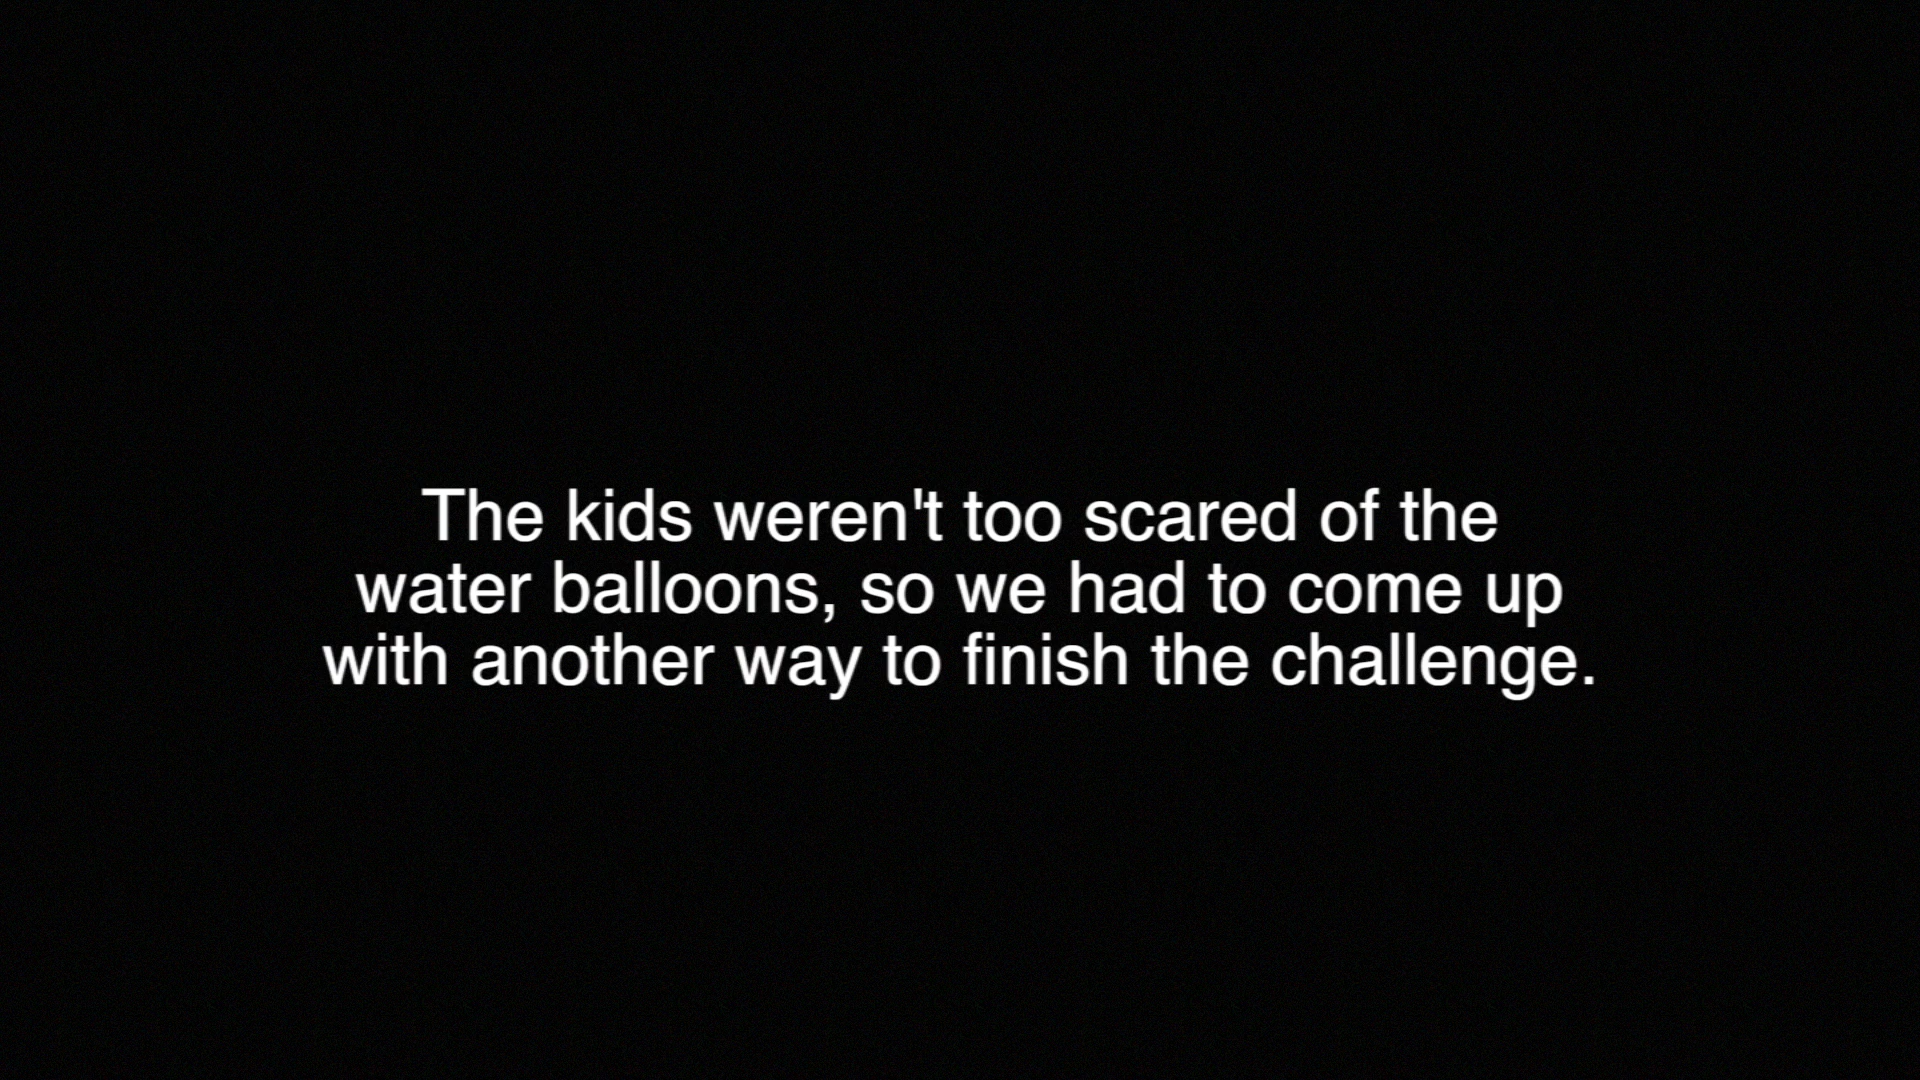 The kids weren't too scared of the
water balloons, so we had to come up
with another way to finish the challenge.